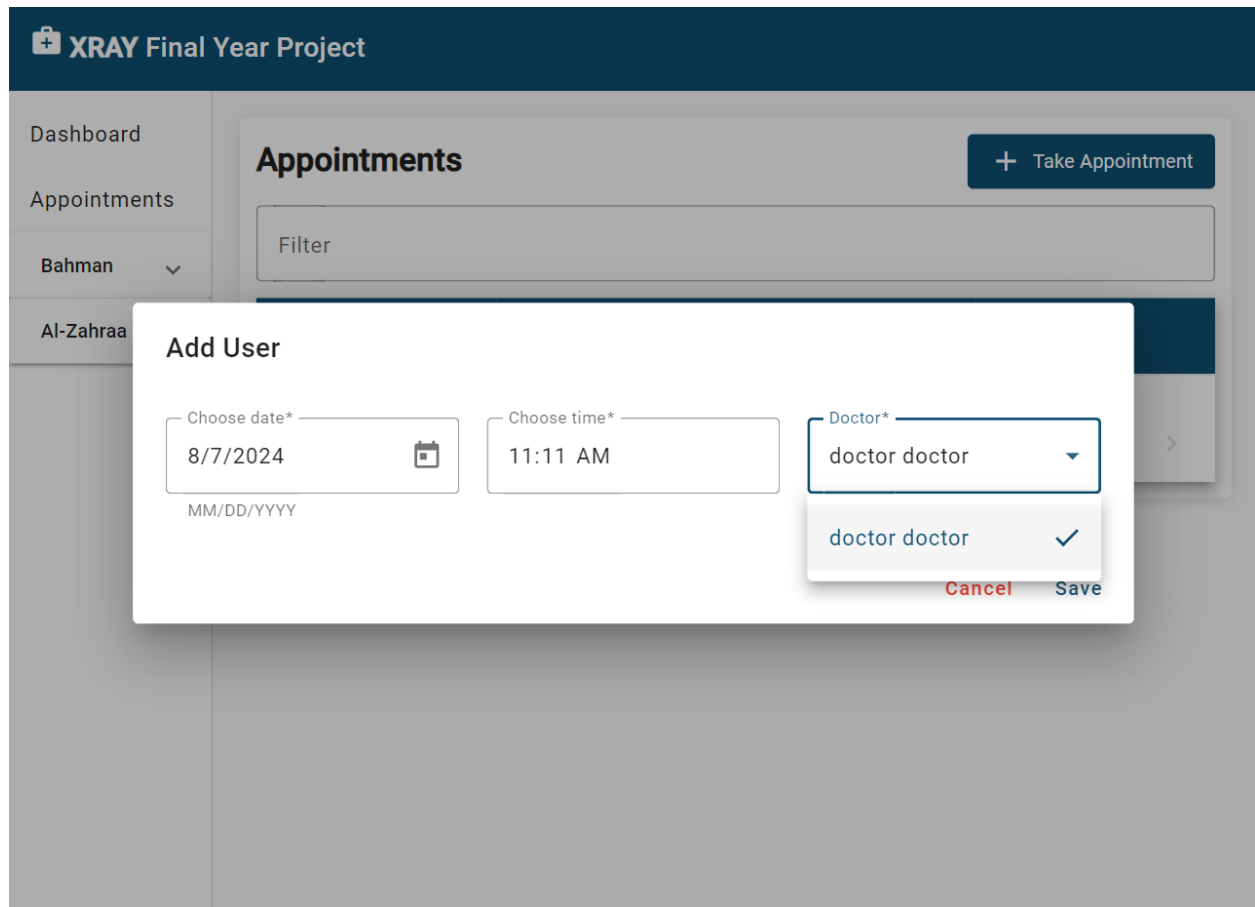 XRAY Final Year Project
Dashboard
Appointments
Bahman
Al-Zahraa
Appointments
Take Appointment
Filter
Add User
Choose date*
8/7/2024
MM/DD/YYYY
Choose time*
11:11 AM
Doctor*
doctor doctor
doctor doctor
Cancel
Save